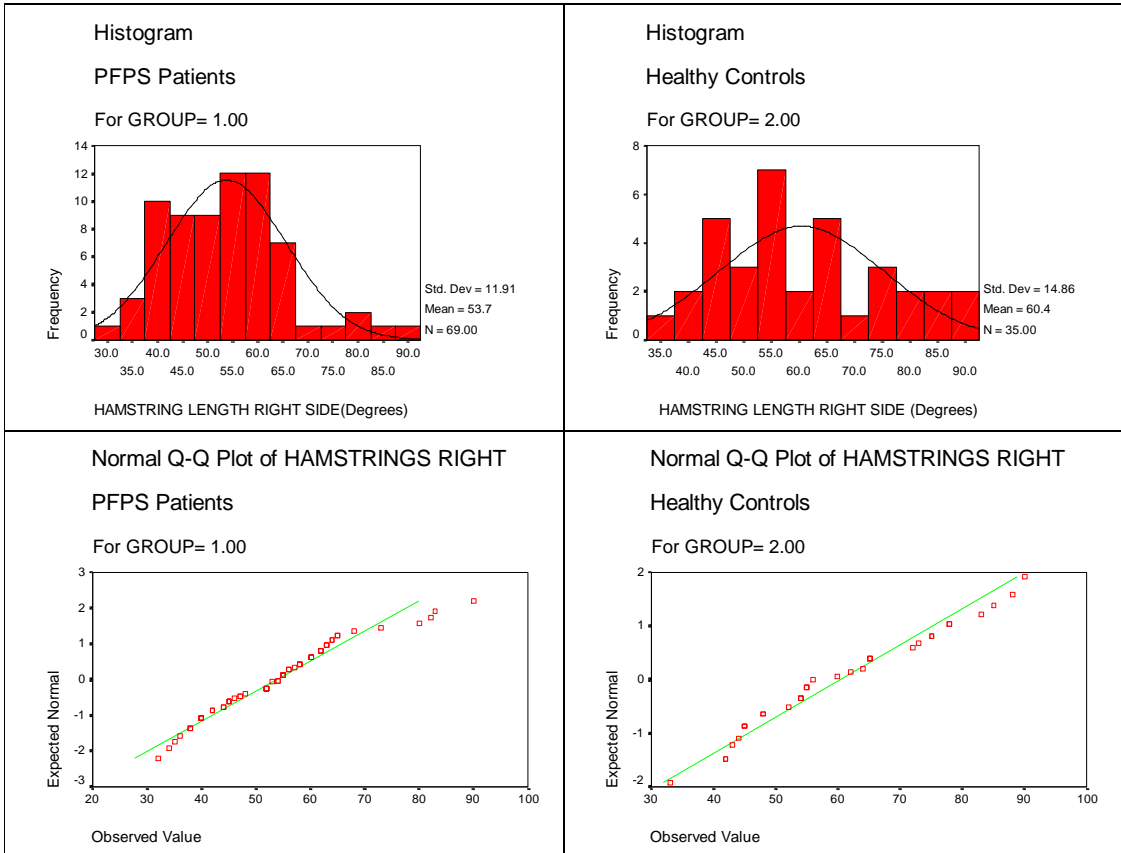 Histogram
PFPS Patients
For GROUP= 1.00
14
12
10
8
6
4
2
0
Frequency
Std. Dev = 11.91
Mean = 53.7
N = 69.00
30.0 40.0 50.0 60.0 70.0 80.0 90.0
35.0 45.0 55.0 65.0 75.0 85.0
HAMSTRING LENGTH RIGHT SIDE(Degrees)
Histogram
Healthy Controls
For GROUP= 2.00
8
6
4
2
0
Frequency
Std. Dev = 14.86
Mean = 60.4
N = 35.00
35.0 45.0 55.0 65.0 75.0 85.0
40.0 50.0 60.0 70.0 80.0 90.0
HAMSTRING LENGTH RIGHT SIDE (Degrees)
Normal Q-Q Plot of HAMSTRINGS RIGHT
PFPS Patients
For GROUP= 1.00
3
2
1
0
-1
-2
-3
Expected Normal
20 30 40 50 60 70 80 90 100
Observed Value
Normal Q-Q Plot of HAMSTRINGS RIGHT
Healthy Controls
For GROUP= 2.00
2
1
0
-1
-2
Expected Normal
30 40 50 60 70 80 90 100
Observed Value